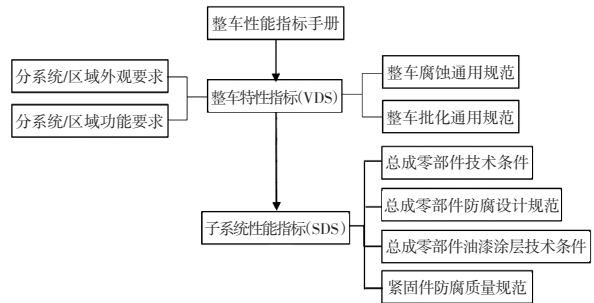 整车性能指标手册
分系统/区域外观要求
整车腐蚀通用规范
整车特性指标(VDS)
分系统/区域功能要求
整车批化通用规范
总成零部件技术条件
总成零部件防腐设计规范
子系统性能指标(SDS)
总成零部件油漆涂层技术条件
紧固件防腐质量规范